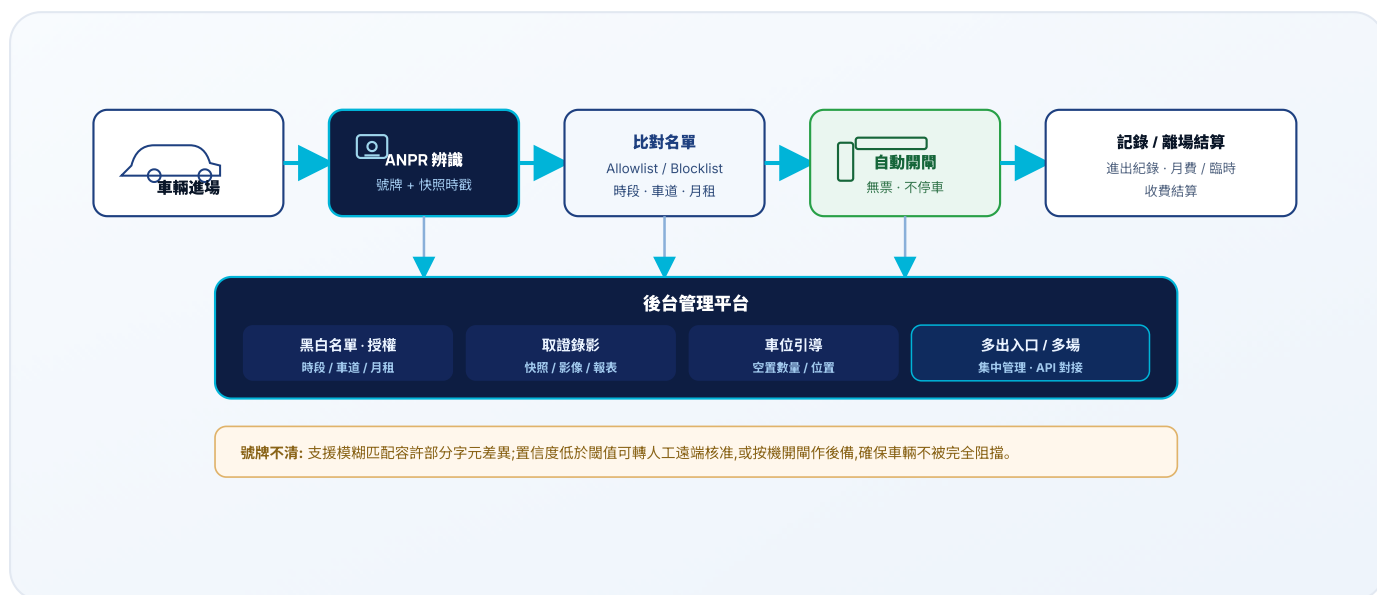 車輛進場
ANPR 辨識
號牌 + 快照時戳
比對名單
Allowlist / Blocklist
時段 · 車道 · 月租
自動開閘
無票 · 不停車
記錄 / 離場結算
進出紀錄 · 月費 / 臨時
收費結算
後台管理平台
黑白名單 · 授權
時段 / 車道 / 月租
取證錄影
快照 / 影像 / 報表
車位引導
空置數量 / 位置
多出入口 / 多場
集中管理 · API 對接
號牌不清: 支援模糊匹配容許部分字元差異;置信度低於閾值可轉人工遠端核准,或按機開閘作後備,確保車輛不被完全阻擋。